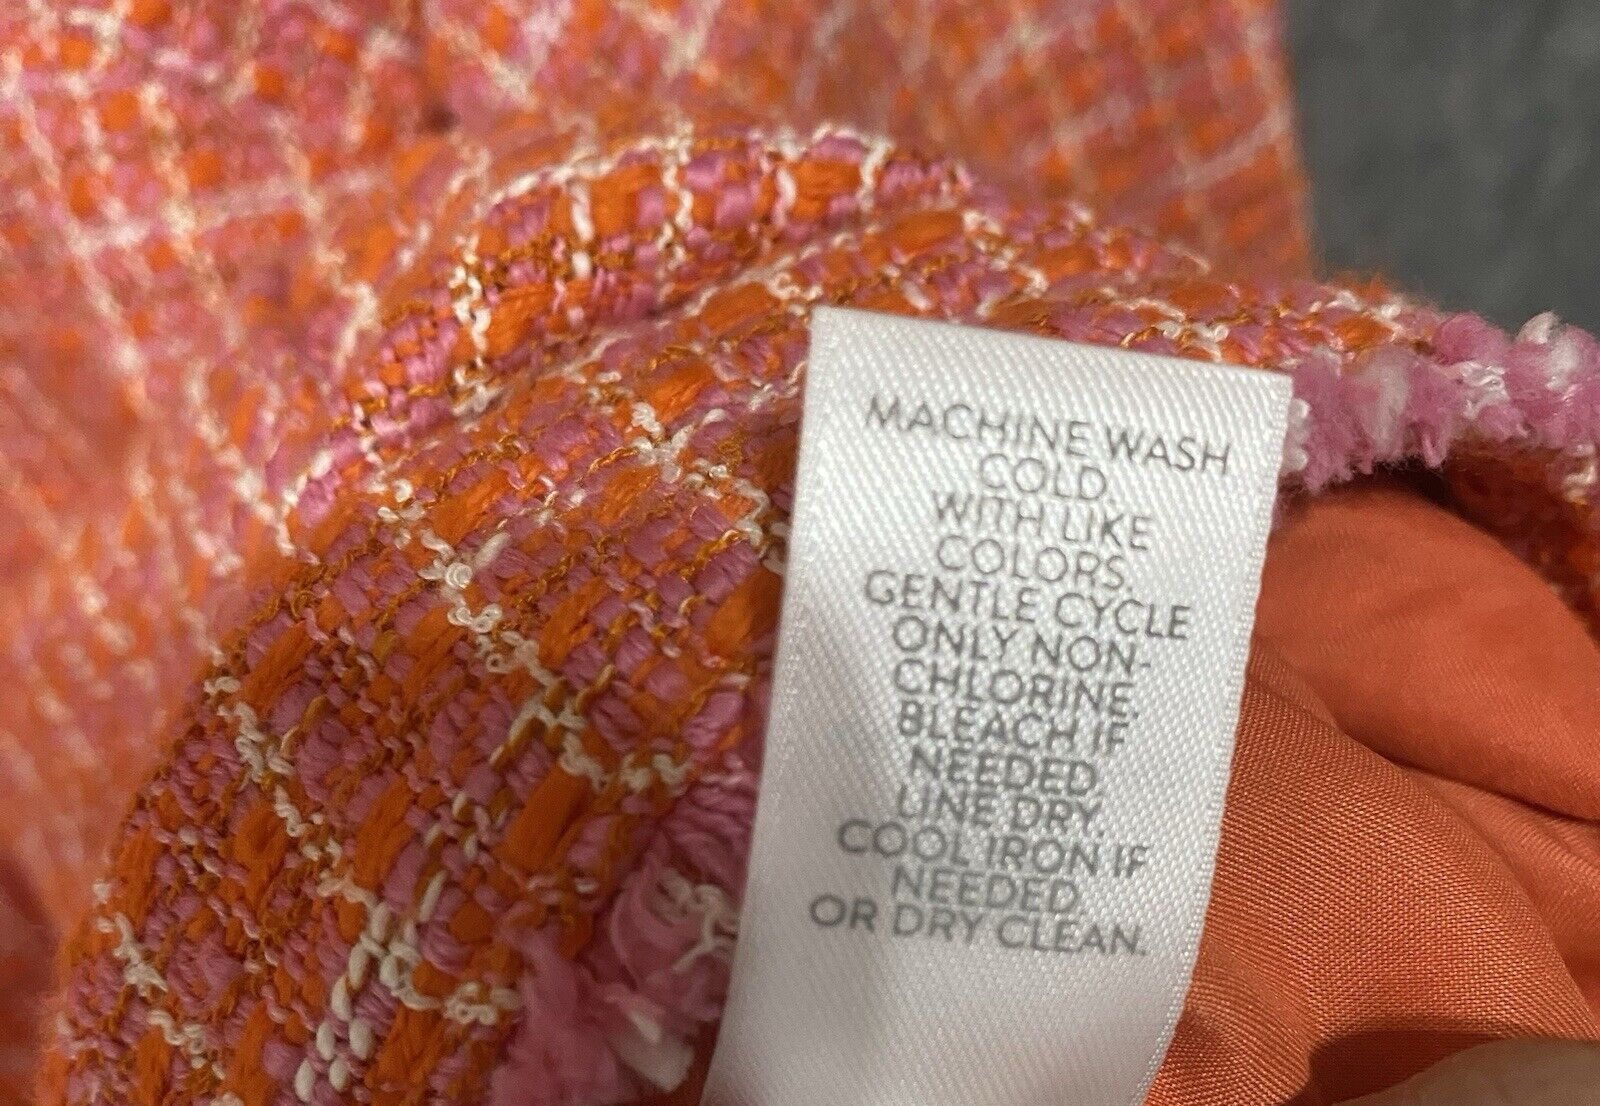 MACHINE WASH
COLD,
WITH LIKE
COLORS.
GENTLE CYCLE
ONLY NON-
CHLORINE.
BLEACH IF
NEEDED
LINE DRY.
COOL IRON IF
NEEDED.
OR DRY CLEAN.